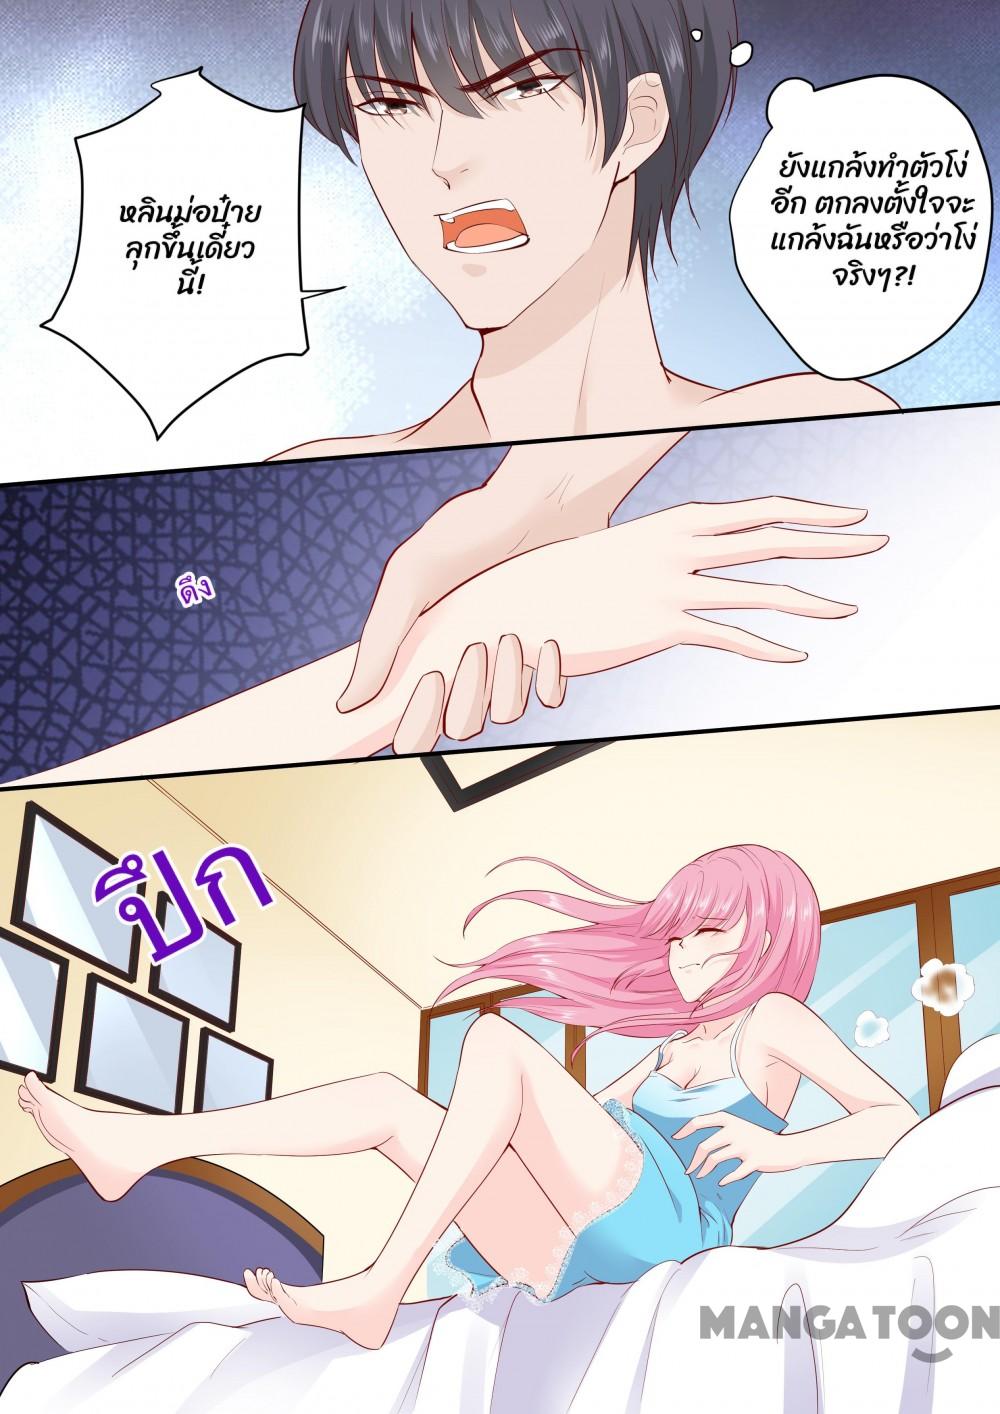 หลินม่อป๋าย
ลุกขึ้นเดี๋ยว
นี้!
ยังแกล้งทำตัวโง่
อีก ตกลงตั้งใจจะ
แกล้งฉันหรือว่าโง่
จริงๆ?!
ดึง
ปึก
MANGATOON